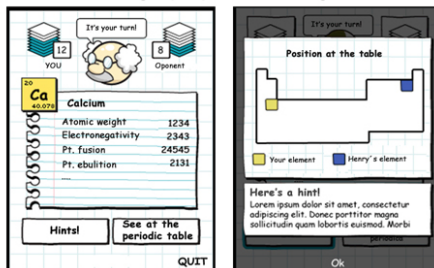 It's your turn!
12
8
YOU
Oponent
20
Ca
40.078
Calcium
Atomic weight 1234
Electronegativity 2343
Pt. fusion 24545
Pt. ebulition 2131
Hints!
See at the
periodic table
QUIT
It's your turn!
Position at the table
Your element
Henry's element
Here's a hint!
Lorem ipsum dolor sit amet, consectetur
adipiscing elit. Donec porttitor magna
sollicitudin quam lobortis euismod. Morbi
Ok